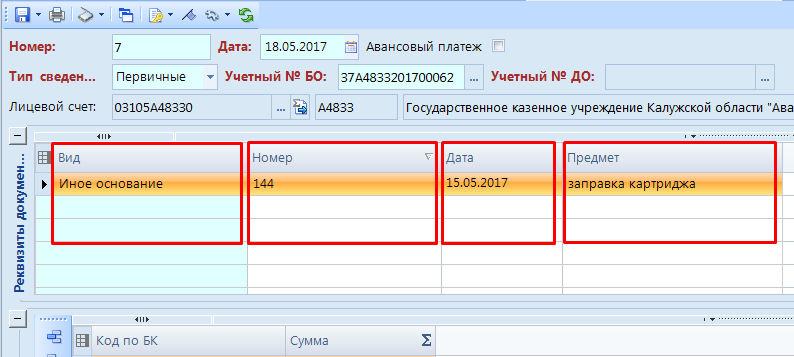 Номер: 7 Дата: 18.05.2017 Авансовый платеж
Тип сведен... Первичные Учетный № БО: 37А4833201700062 ... Учетный № ДО: ...
Лицевой счет: 03105А48330 ... А4833 Государственное казенное учреждение Калужской области "Ава
Реквизиты докумен...
Вид Номер Дата Предмет
Иное основание 144 15.05.2017 заправка картриджа
Код по БК Сумма Σ